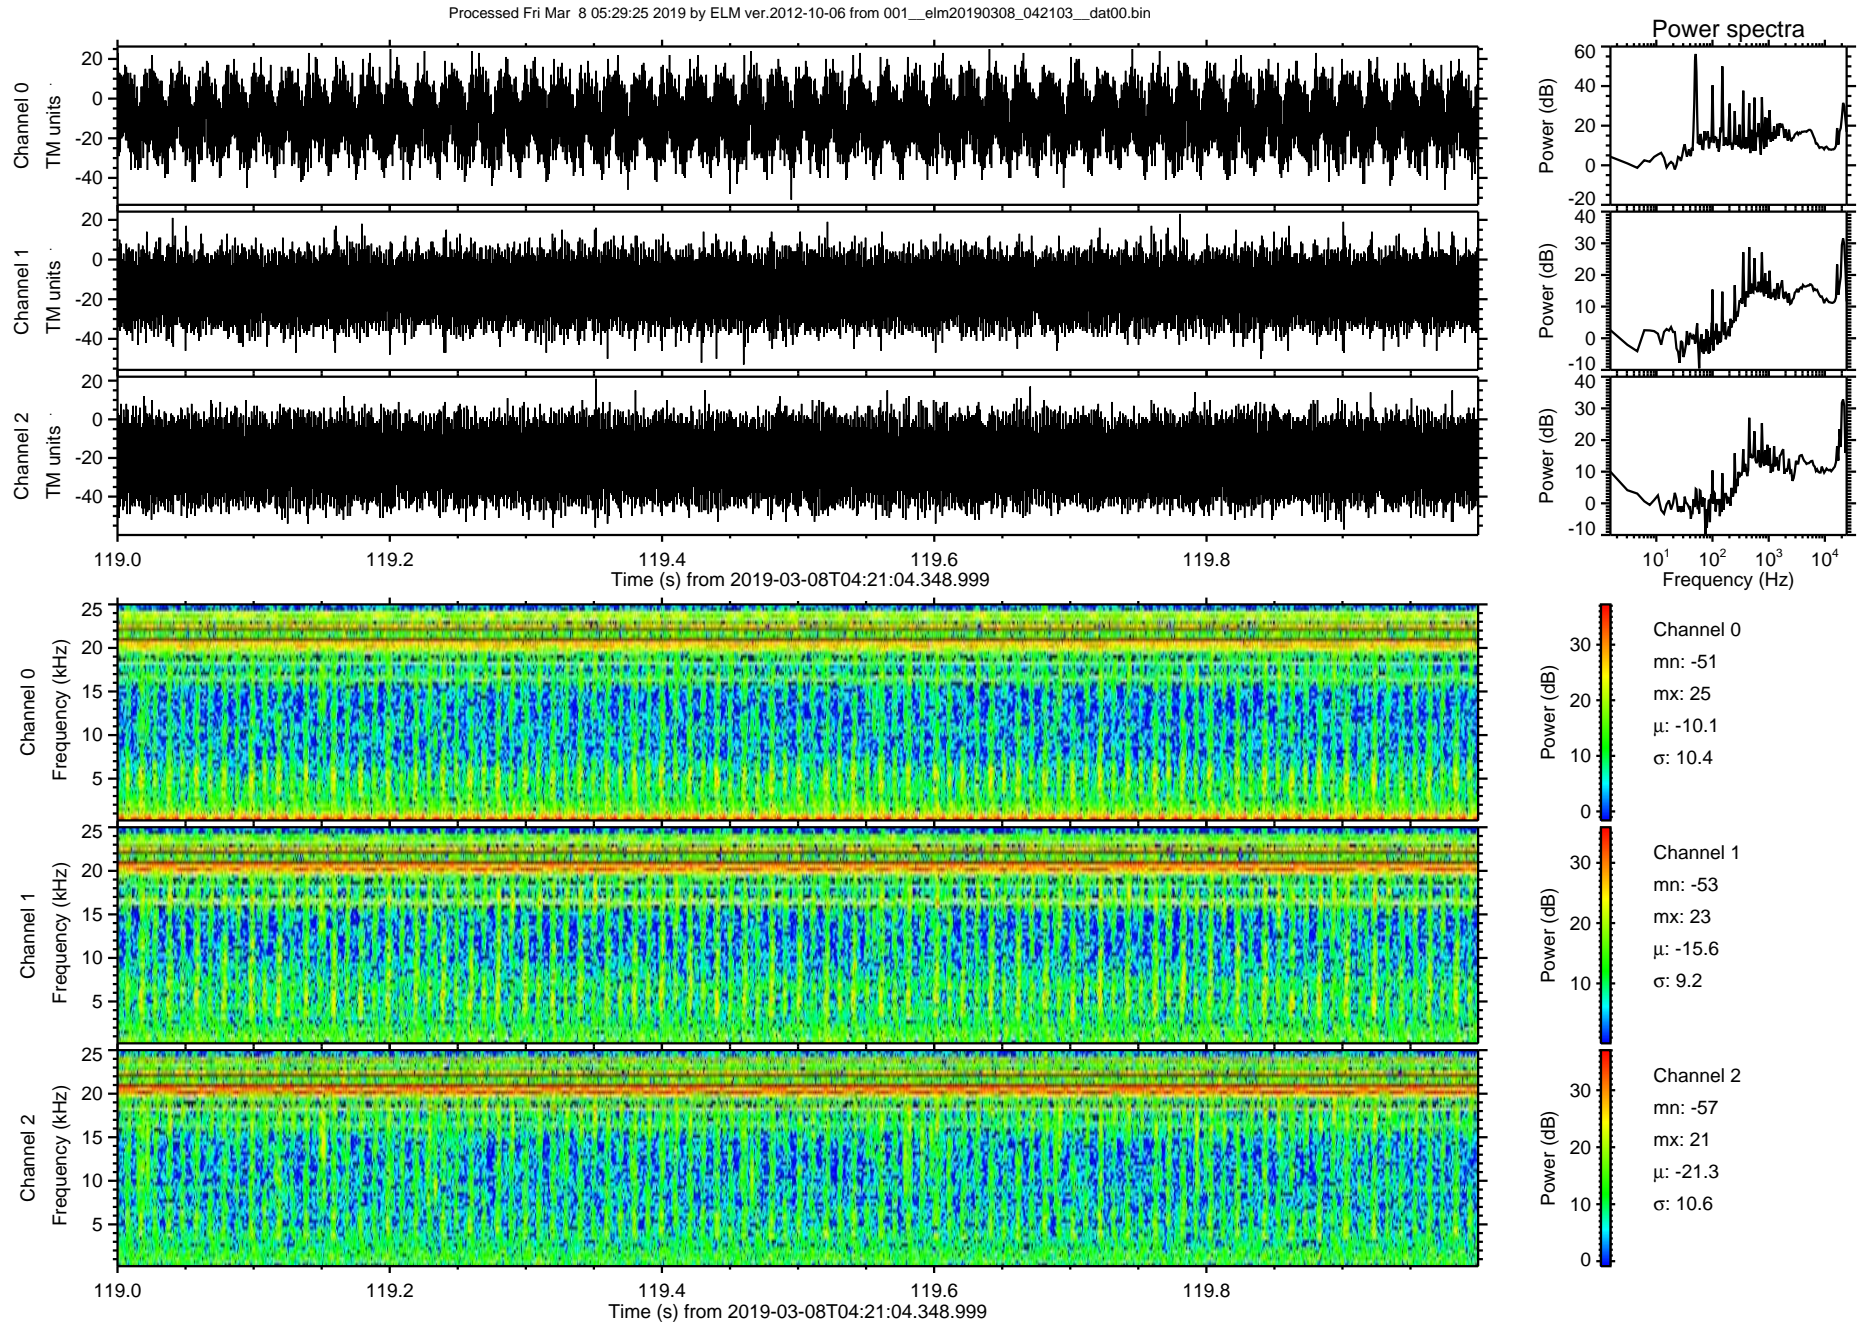 Processed Fri Mar  8 05:29:25 2019 by ELM ver.2012-10-06 from 001__elm20190308_042103__dat00.bin
Power spectra
Channel 0
TM units
20
0
-20
-40
Power (dB)
60
40
20
0
-20
Channel 1
TM units
20
0
-20
-40
Power (dB)
40
30
20
10
0
-10
Channel 2
TM units
20
0
-20
-40
Power (dB)
40
30
20
10
0
-10
119.0 119.2 119.4 119.6 119.8
Time (s) from 2019-03-08T04:21:04.348.999
10¹ 10² 10³ 10⁴
Frequency (Hz)
Channel 0
Frequency (kHz)
25
20
15
10
5
Power (dB)
30
20
10
0
Channel 0
mn: -51
mx: 25
μ: -10.1
σ: 10.4
Channel 1
Frequency (kHz)
25
20
15
10
5
Power (dB)
30
20
10
Channel 1
mn: -53
mx: 23
μ: -15.6
σ: 9.2
Channel 2
Frequency (kHz)
25
20
15
10
5
Power (dB)
30
20
10
0
Channel 2
mn: -57
mx: 21
μ: -21.3
σ: 10.6
119.0 119.2 119.4 119.6 119.8
Time (s) from 2019-03-08T04:21:04.348.999